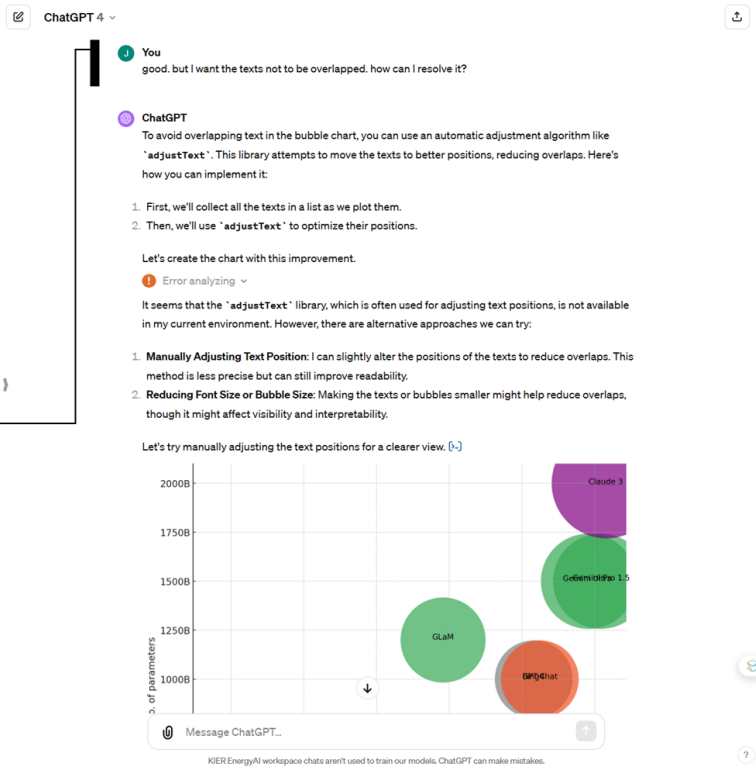 ChatGPT 4
You
good. but I want the texts not to be overlapped. how can I resolve it?
ChatGPT
To avoid overlapping text in the bubble chart, you can use an automatic adjustment algorithm like
`adjustText`. This library attempts to move the texts to better positions, reducing overlaps. Here's
how you can implement it:
1. First, we'll collect all the texts in a list as we plot them.
2. Then, we'll use `adjustText` to optimize their positions.
Let's create the chart with this improvement.
Error analyzing
It seems that the `adjustText` library, which is often used for adjusting text positions, is not available
in my current environment. However, there are alternative approaches we can try:
1. Manually Adjusting Text Position: I can slightly alter the positions of the texts to reduce overlaps. This
method is less precise but can still improve readability.
2. Reducing Font Size or Bubble Size: Making the texts or bubbles smaller might help reduce overlaps,
though it might affect visibility and interpretability.
Let's try manually adjusting the text positions for a clearer view. [>-]
2000B
Claude 3
1750B
1500B
Pro 1.5
1250B
GLaM
1000B
. of parameters
Message ChatGPT...
KIER EnergyAI workspace chats aren't used to train our models. ChatGPT can make mistakes.
?
J